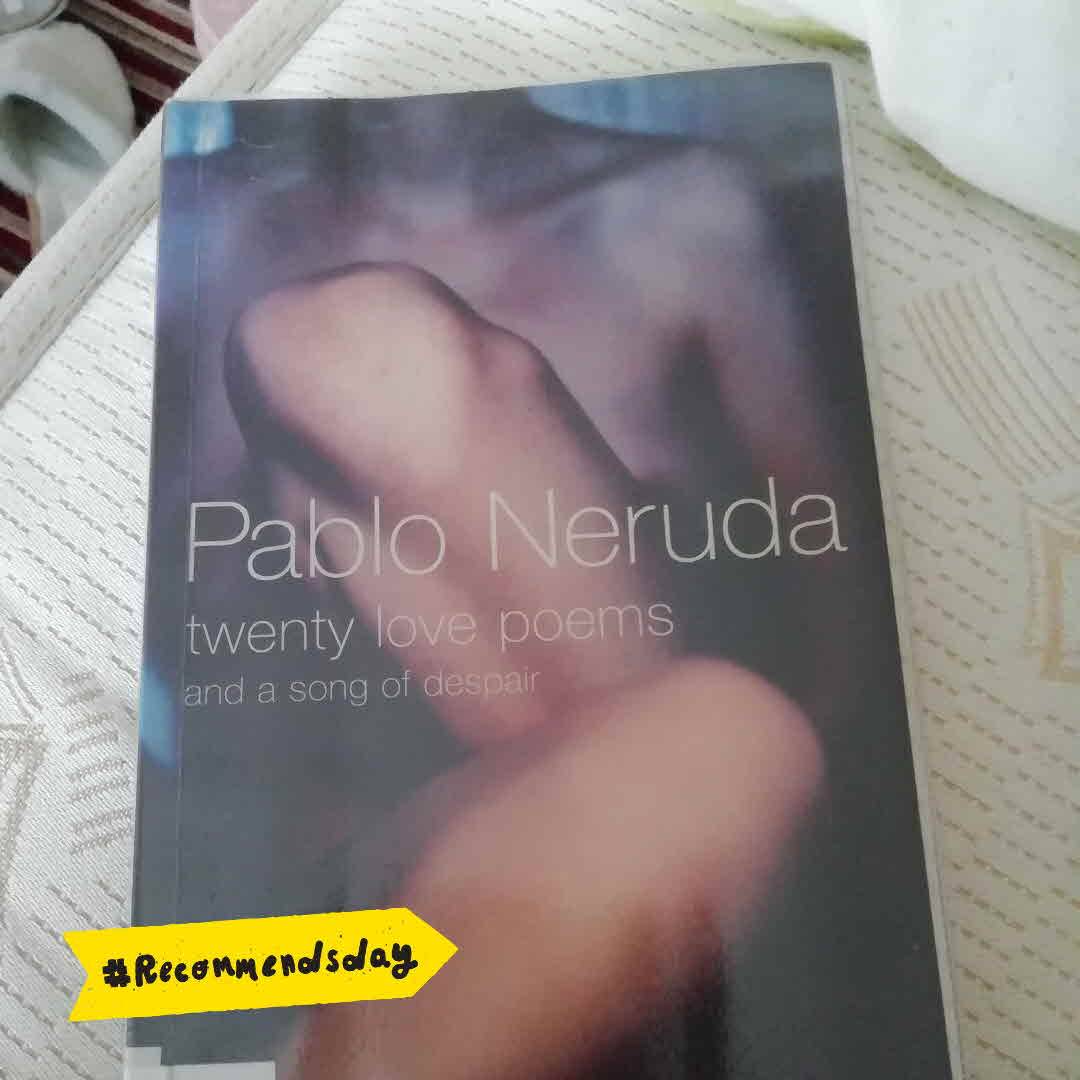 Pablo Neruda
twenty love poems
and a song of despair
#Recommendsday